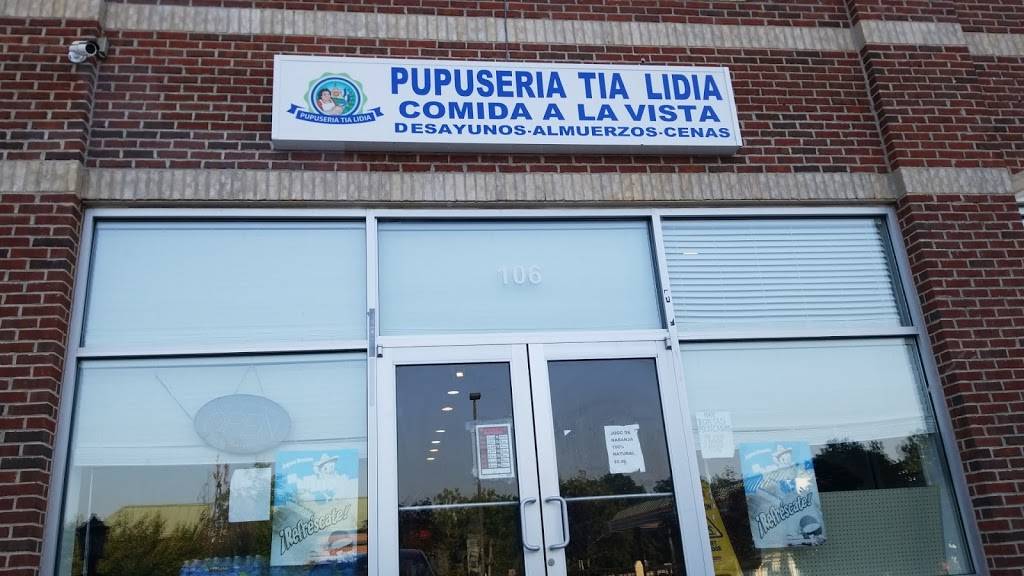 PUPUSERIA TIA LIDIA
COMIDA A LA VISTA
DESAYUNOS-ALMUERZOS-CENAS
PUPUSERIA TIA LIDIA
106
JUGO DE
NARANJA
100%
NATURAL
¡Refréscate!
¡Refréscate!